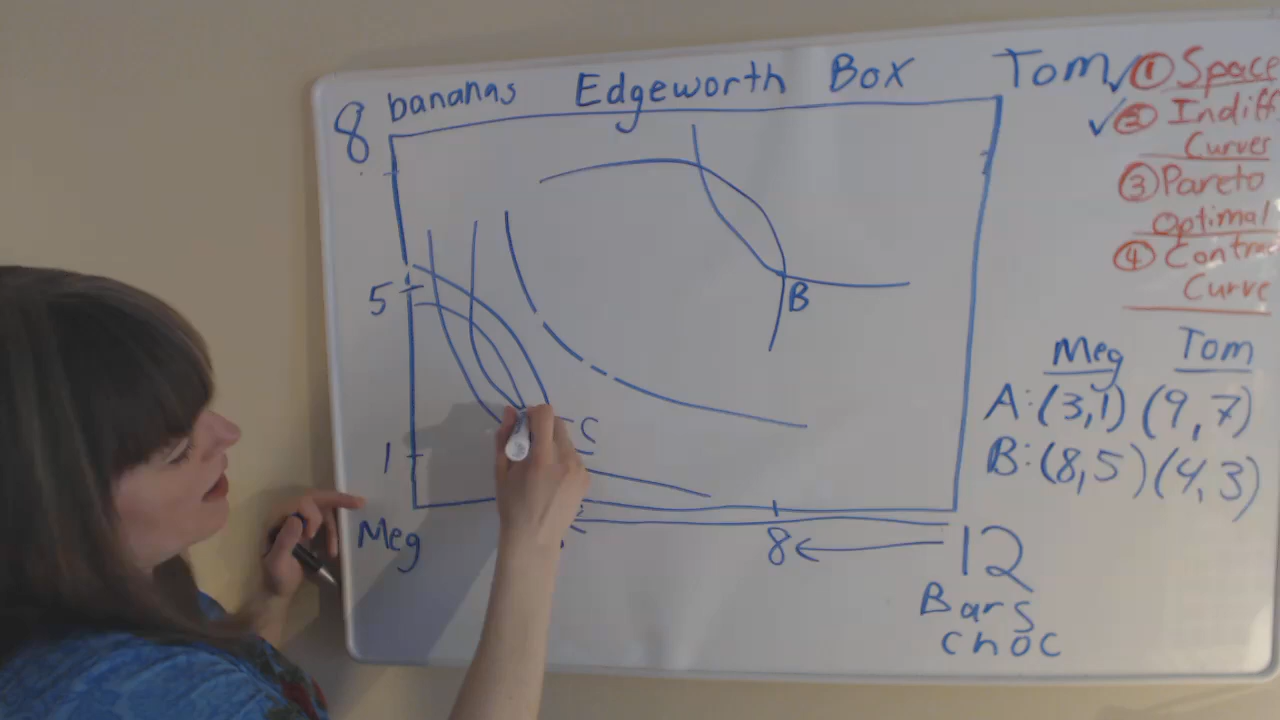 8 bananas Edgeworth Box Tom
✓① Space
✓② Indiff
Curves
③ Pareto
Optimal
④ Contra
Curve
5
B
C
1
Meg
8
12
Bars
choc
Meg Tom
A: (3,1) (9,7)
B: (8,5) (4,3)